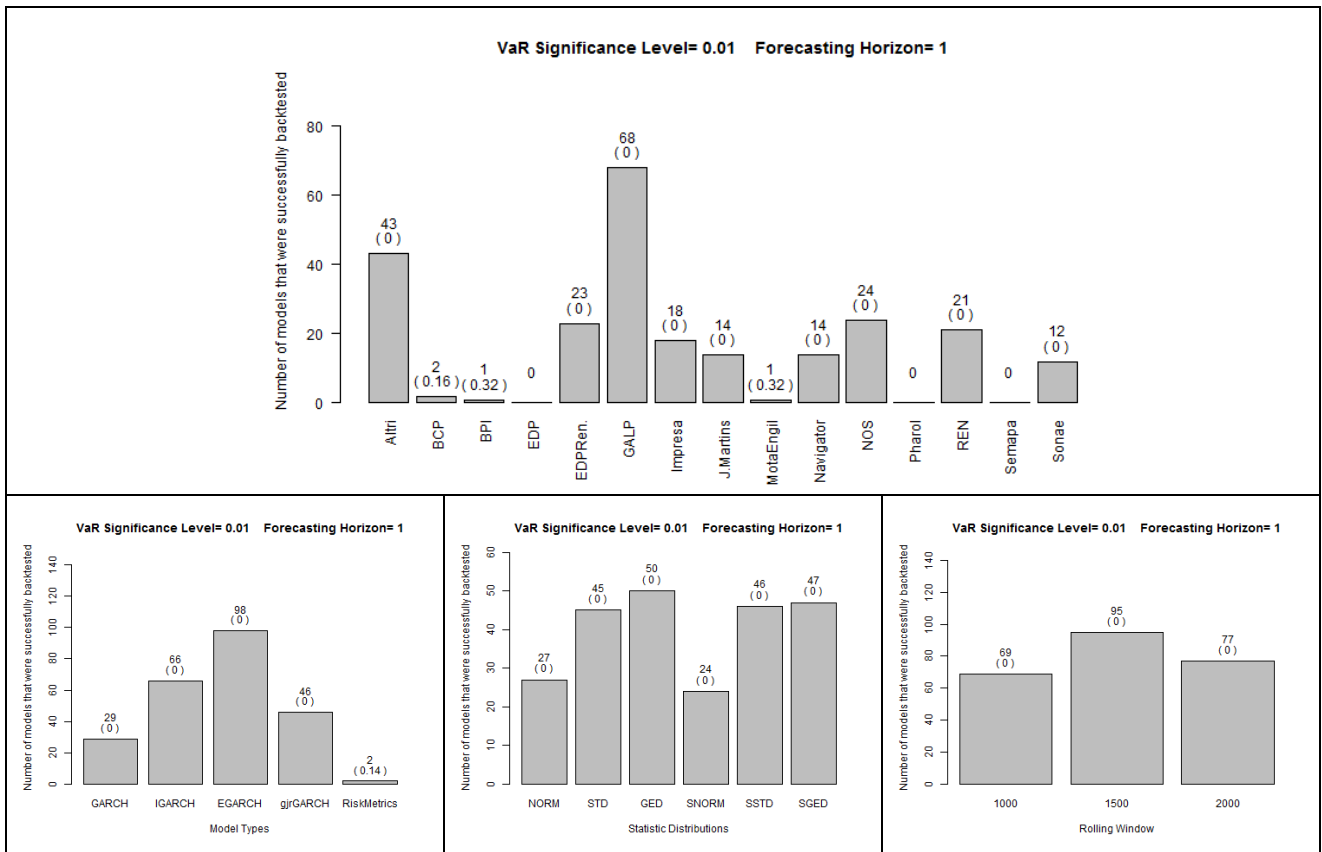 VaR Significance Level= 0.01    Forecasting Horizon= 1
Number of models that were successfully backtested
80
60
40
20
0
43
( 0 )
2
( 0.16 )
1
( 0.32 )
0
23
( 0 )
68
( 0 )
18
( 0 )
14
( 0 )
1
( 0.32 )
14
( 0 )
24
( 0 )
0
21
( 0 )
0
12
( 0 )
Altri
BCP
BPI
EDP
EDPRen.
GALP
Impresa
J.Martins
MotaEngil
Navigator
NOS
Pharol
REN
Semapa
Sonae
VaR Significance Level= 0.01    Forecasting Horizon= 1
Number of models that were successfully backtested
140
120
100
80
60
40
20
0
29
( 0 )
66
( 0 )
98
( 0 )
46
( 0 )
2
( 0.14 )
GARCH IGARCH EGARCH gjrGARCH RiskMetrics
Model Types
VaR Significance Level= 0.01    Forecasting Horizon= 1
Number of models that were successfully backtested
60
50
40
30
20
10
0
27
( 0 )
45
( 0 )
50
( 0 )
24
( 0 )
46
( 0 )
47
( 0 )
NORM STD GED SNORM SSTD SGED
Statistic Distributions
VaR Significance Level= 0.01    Forecasting Horizon= 1
Number of models that were successfully backtested
140
120
100
80
60
40
20
0
69
( 0 )
95
( 0 )
77
( 0 )
1000 1500 2000
Rolling Window